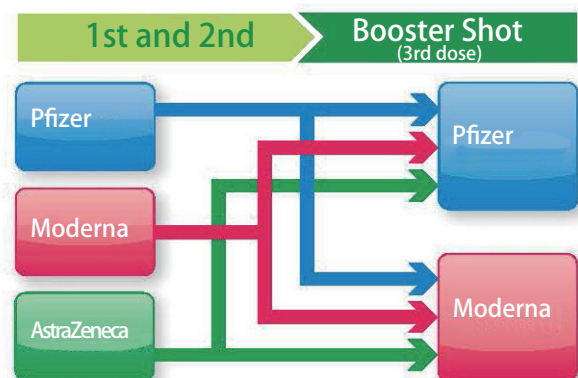 1st and 2nd
Booster Shot
(3rd dose)
Pfizer
Moderna
AstraZeneca
Pfizer
Moderna